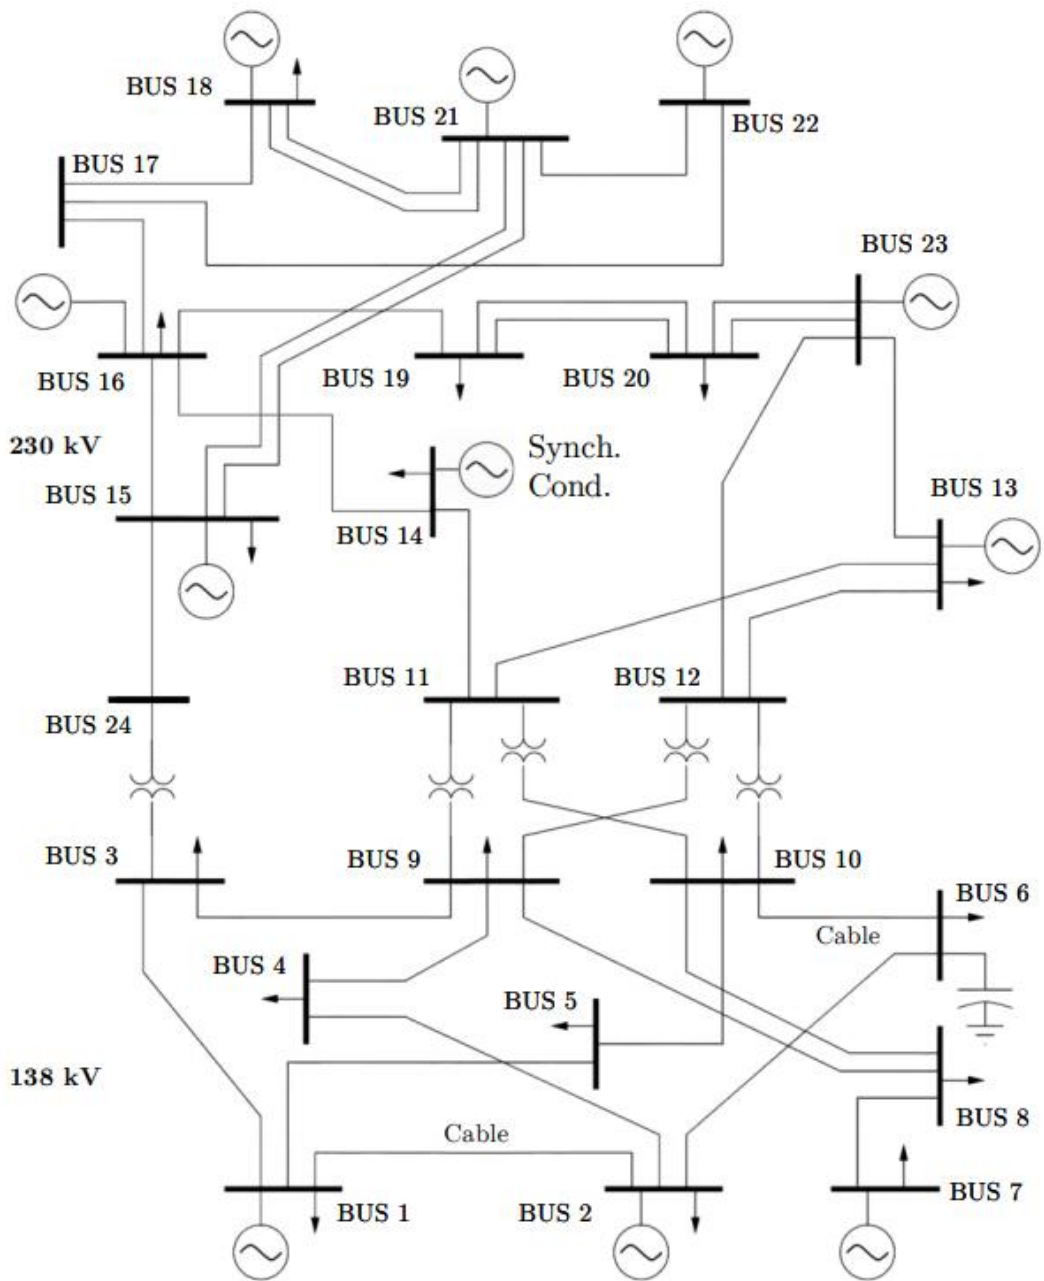 BUS 18
BUS 21
BUS 22
BUS 17
BUS 23
BUS 16
BUS 19
BUS 20
230 kV
Synch.
Cond.
BUS 15
BUS 13
BUS 14
BUS 11
BUS 12
BUS 24
BUS 3
BUS 9
BUS 10
BUS 6
Cable
BUS 4
BUS 5
138 kV
BUS 8
Cable
BUS 7
BUS 1
BUS 2